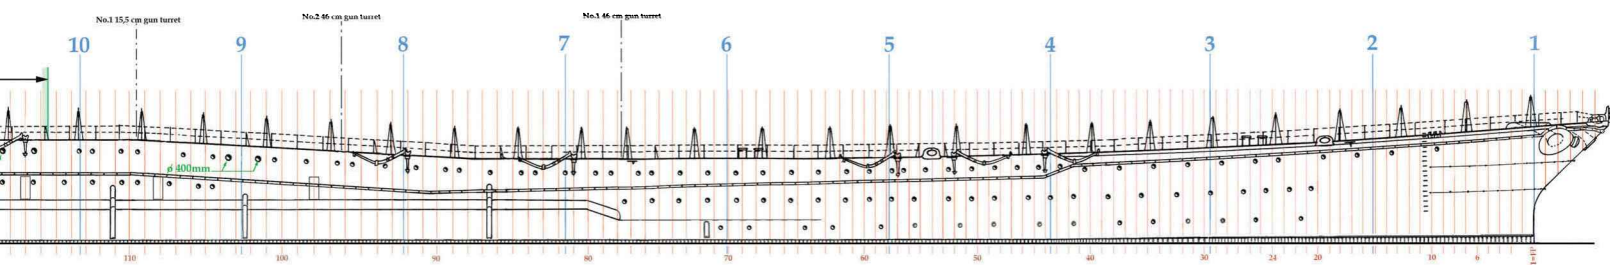 No.1 15,5 cm gun turret
No.2 46 cm gun turret
No.1 46 cm gun turret
10 9 8 7 6 5 4 3 2 1
ø 400mm
110 100 90 80 70 60 50 40 30 24 20 10 6